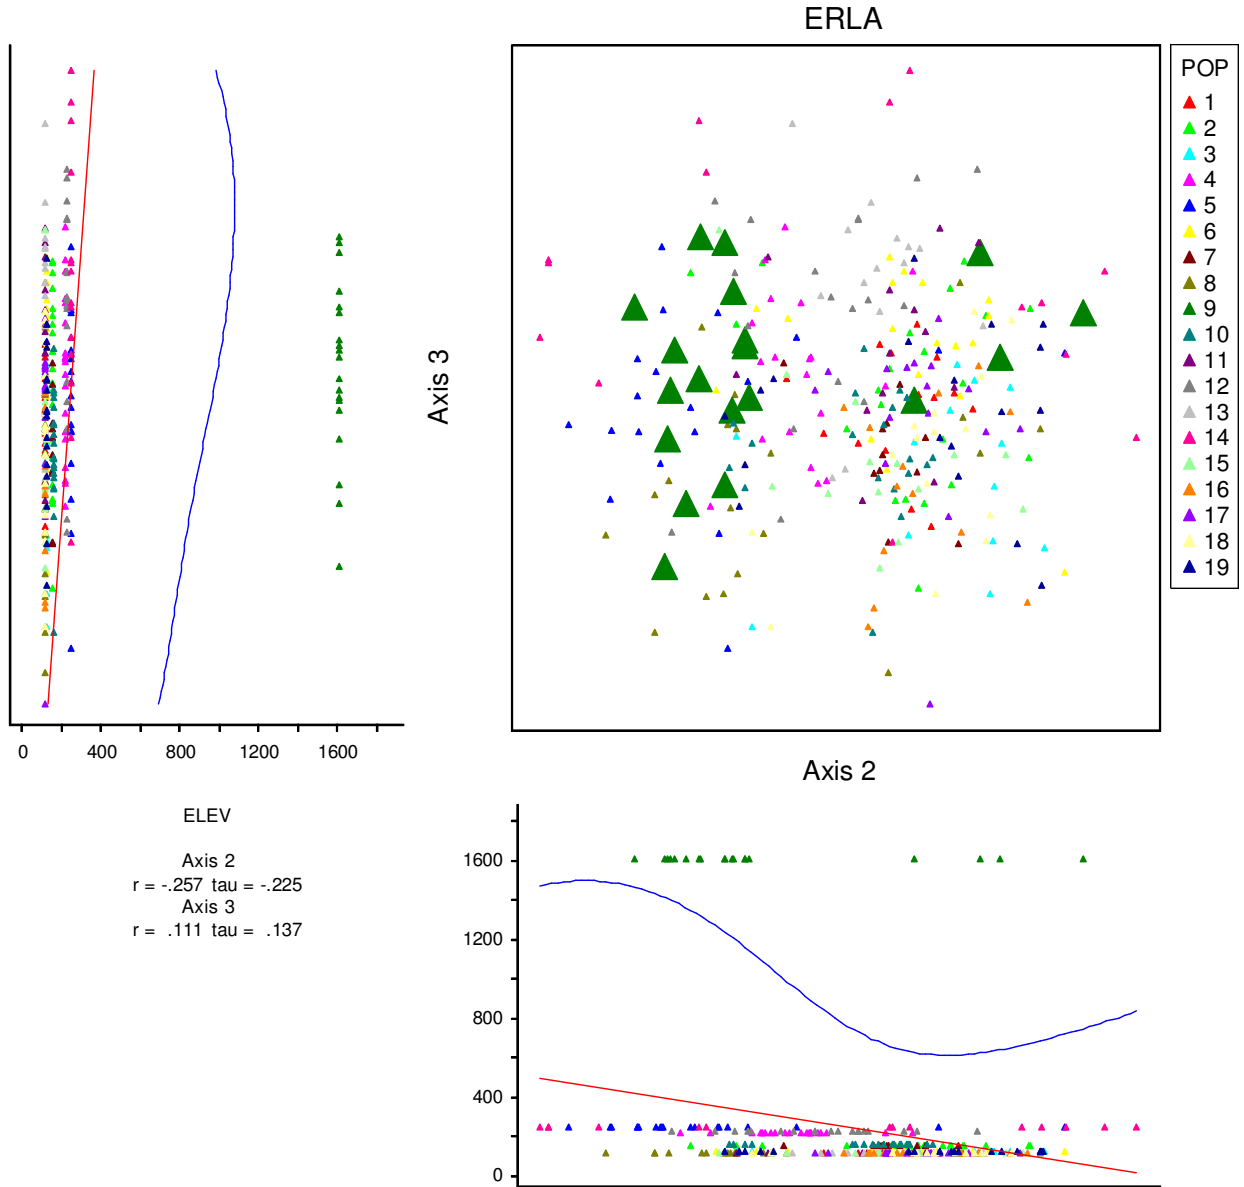 ERLA
POP
1
2
3
4
5
6
7
8
9
10
11
12
13
14
15
16
17
18
19
Axis 3
0 400 800 1200 1600
Axis 2
ELEV
Axis 2
r = -.257 tau = -.225
Axis 3
r = .111 tau = .137
1600
1200
800
400
0